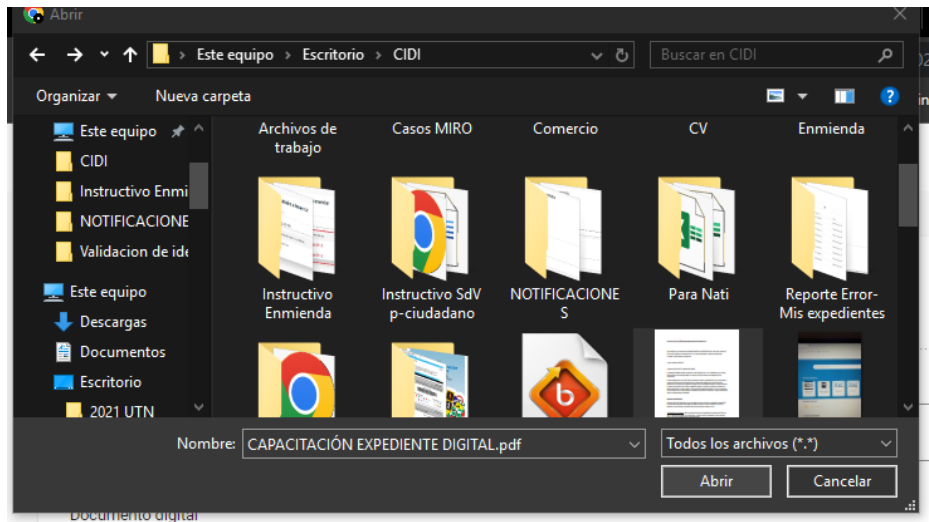 Abrir
Este equipo > Escritorio > CIDI
Buscar en CIDI
Organizar
Nueva carpeta
Este equipo
CIDI
Instructivo Enmi
NOTIFICACIONE
Validacion de ide
Este equipo
Descargas
Documentos
Escritorio
2021 UTN
Archivos de
trabajo
Casos MIRO
Comercio
CV
Enmienda
Instructivo
Enmienda
Instructivo SdV
p-ciudadano
NOTIFICACIONE
S
Para Nati
Reporte Error-
Mis expedientes
Nombre:
CAPACITACIÓN EXPEDIENTE DIGITAL.pdf
Todos los archivos (*.*)
Abrir
Cancelar
Documento digital